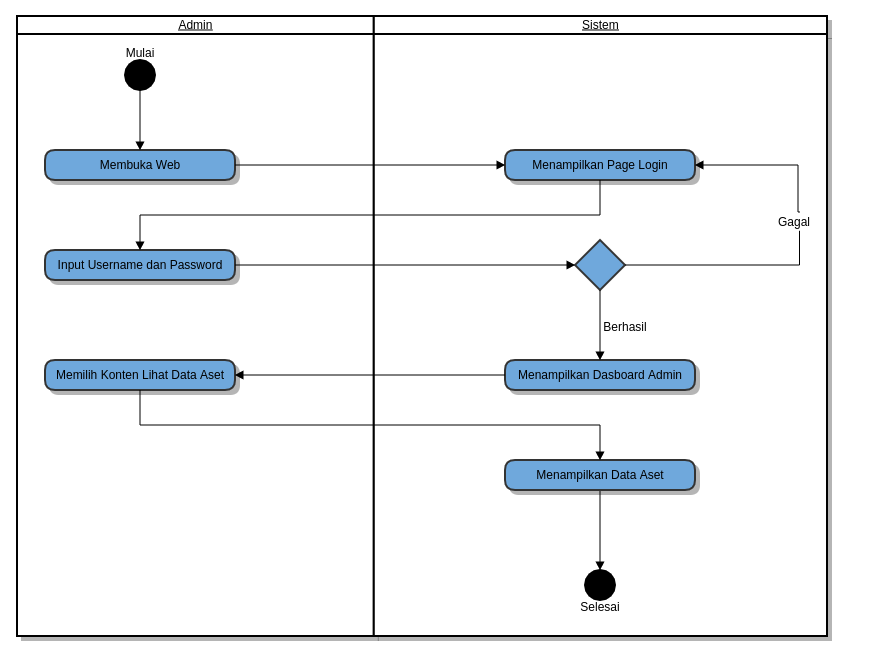 Admin
Sistem
Mulai
Membuka Web
Menampilkan Page Login
Gagal
Input Username dan Password
Berhasil
Memilih Konten Lihat Data Aset
Menampilkan Dasboard Admin
Menampilkan Data Aset
Selesai